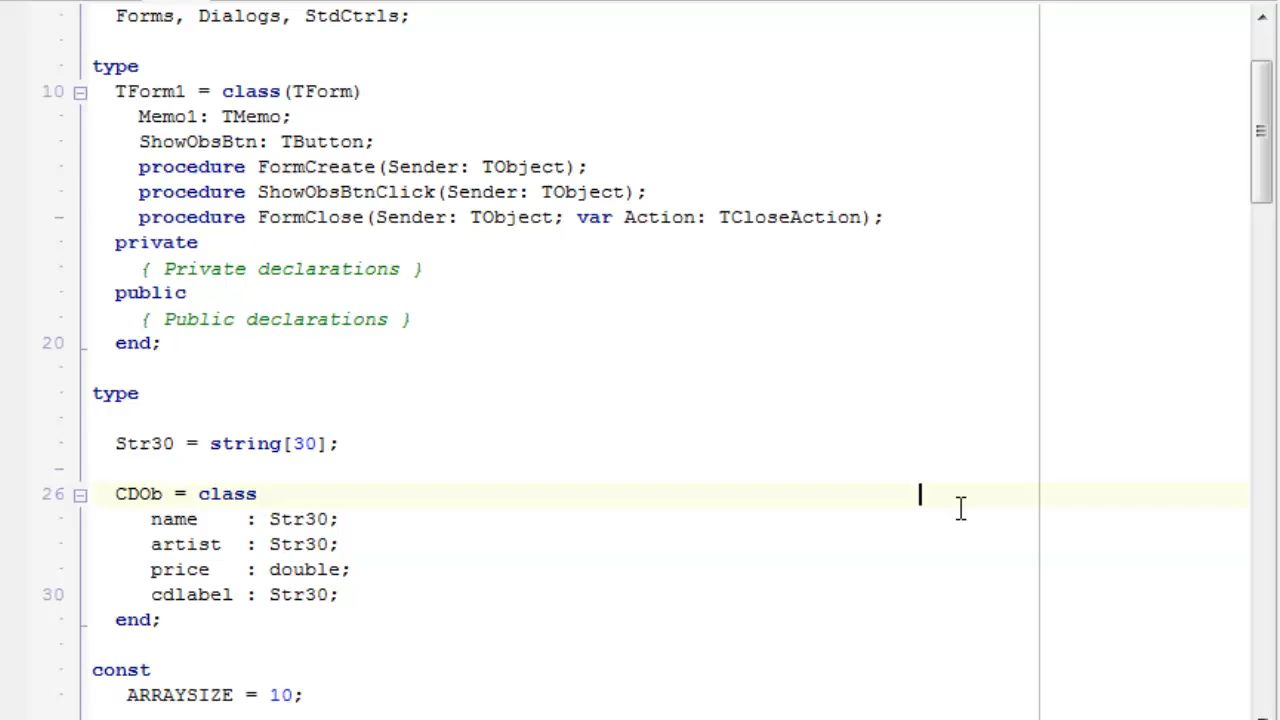 Forms, Dialogs, StdCtrls;
type
10 TForm1 = class(TForm)
Memo1: TMemo;
ShowObsBtn: TButton;
procedure FormCreate(Sender: TObject);
procedure ShowObsBtnClick(Sender: TObject);
procedure FormClose(Sender: TObject; var Action: TCloseAction);
private
{ Private declarations }
public
{ Public declarations }
20 end;
type
Str30 = string[30];
26 CDOb = class
name : Str30;
artist : Str30;
price : double;
30 cdlabel : Str30;
end;
const
ARRAYSIZE = 10;